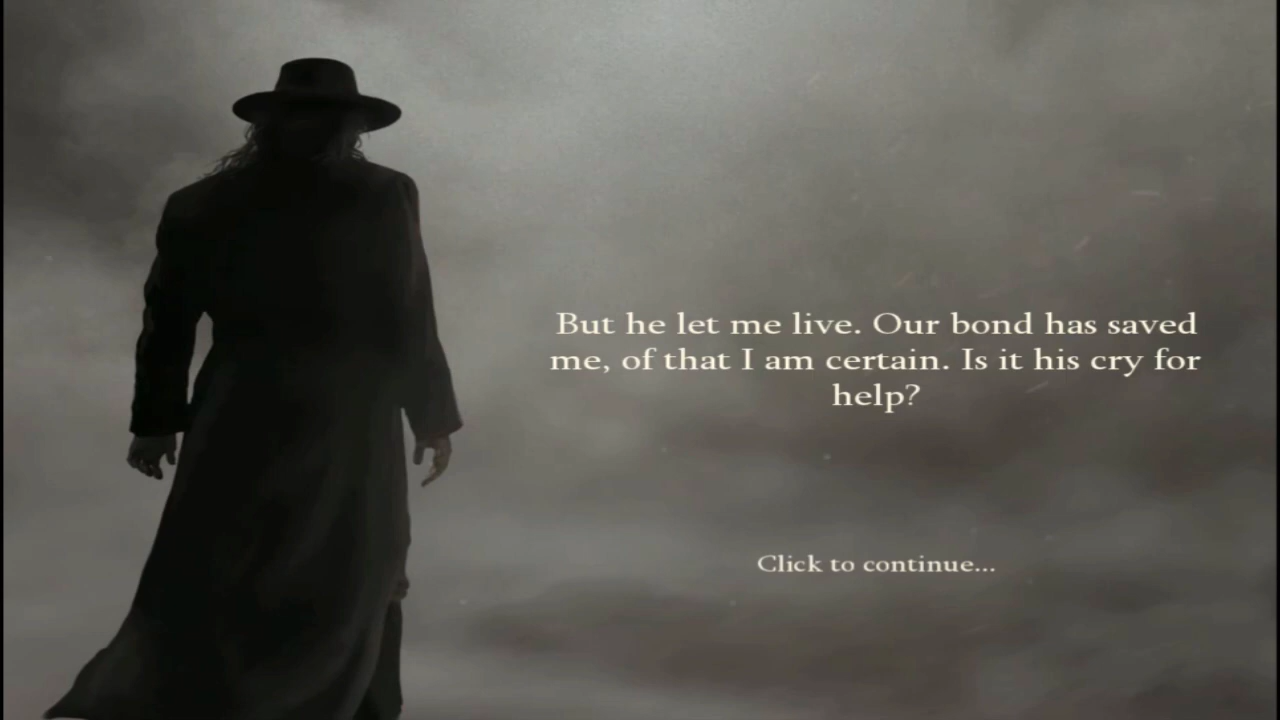 But he let me live. Our bond has saved
me, of that I am certain. Is it his cry for
help?
Click to continue...